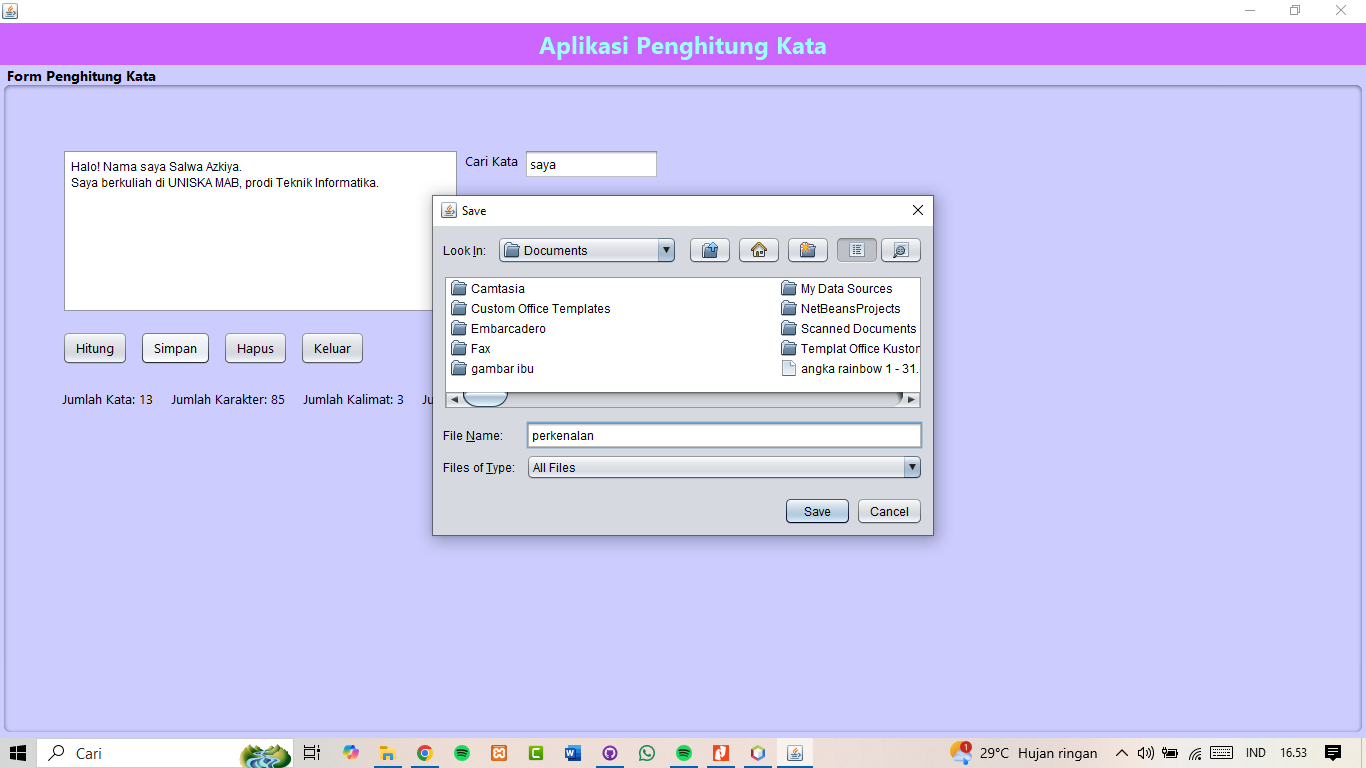 Aplikasi Penghitung Kata
Form Penghitung Kata
Halo! Nama saya Salwa Azkiya.
Saya berkuliah di UNISKA MAB, prodi Teknik Informatika.
Cari Kata saya
Hitung Simpan Hapus Keluar
Jumlah Kata: 13 Jumlah Karakter: 85 Jumlah Kalimat: 3
Save
Look In: Documents
Camtasia
Custom Office Templates
Embarcadero
Fax
gambar ibu
My Data Sources
NetBeansProjects
Scanned Documents
Templat Office Kustom
angka rainbow 1 - 31.
File Name: perkenalan
Files of Type: All Files
Save Cancel
Cari
29°C Hujan ringan
IND
16.53